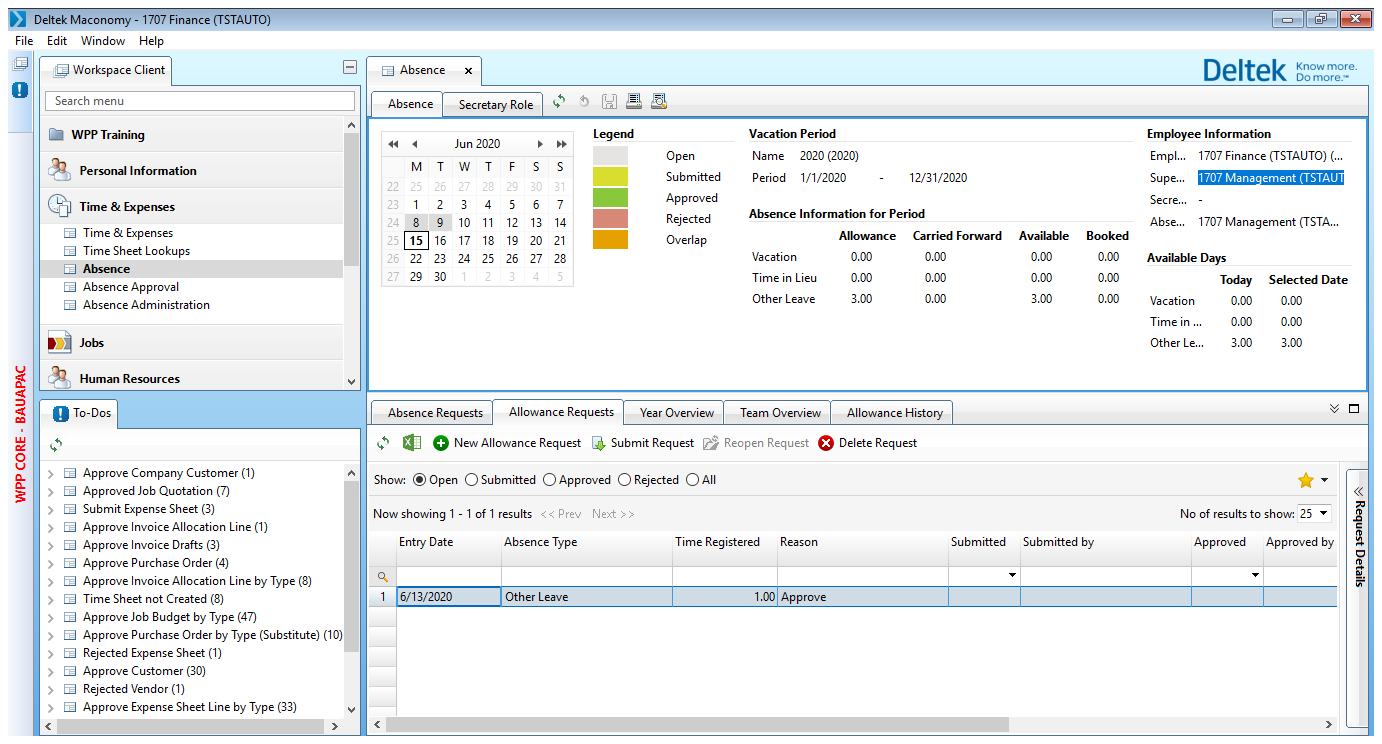 Deltek Maconomy - 1707 Finance (TSTAUTO)
File Edit Window Help
WPP CORE - BAUAPAC
Workspace Client
Search menu
WPP Training
Personal Information
Time & Expenses
Time & Expenses
Time Sheet Lookups
Absence
Absence Approval
Absence Administration
Jobs
Human Resources
To-Dos
Approve Company Customer (1)
Approved Job Quotation (7)
Submit Expense Sheet (3)
Approve Invoice Allocation Line (1)
Approve Invoice Drafts (3)
Approve Purchase Order (4)
Approve Invoice Allocation Line by Type (8)
Time Sheet not Created (8)
Approve Job Budget by Type (47)
Approve Purchase Order by Type (Substitute) (10)
Rejected Expense Sheet (1)
Approve Customer (30)
Rejected Vendor (1)
Approve Expense Sheet Line by Type (33)
Absence
Deltek Know more.
Do more.™
Absence Secretary Role
Jun 2020
M T W T F S S
22 25 26 27 28 29 30 31
23 1 2 3 4 5 6 7
24 8 9 10 11 12 13 14
25 15 16 17 18 19 20 21
26 22 23 24 25 26 27 28
27 29 30 1 2 3 4 5
Legend
Open
Submitted
Approved
Rejected
Overlap
Vacation Period
Name 2020 (2020)
Period 1/1/2020 - 12/31/2020
Absence Information for Period
Allowance Carried Forward Available Booked
Vacation 0.00 0.00 0.00 0.00
Time in Lieu 0.00 0.00 0.00 0.00
Other Leave 3.00 0.00 3.00 0.00
Employee Information
Empl... 1707 Finance (TSTAUTO) (...
Supe... 1707 Management (TSTAUT
Secre... -
Abse... 1707 Management (TSTA...
Available Days
Today Selected Date
Vacation 0.00 0.00
Time in ... 0.00 0.00
Other Le... 3.00 3.00
Absence Requests Allowance Requests Year Overview Team Overview Allowance History
New Allowance Request Submit Request Reopen Request Delete Request
Show: Open Submitted Approved Rejected All
Now showing 1 - 1 of 1 results << Prev Next >> No of results to show: 25
Entry Date Absence Type Time Registered Reason Submitted Submitted by Approved Approved by
1 6/13/2020 Other Leave 1.00 Approve
Request Details